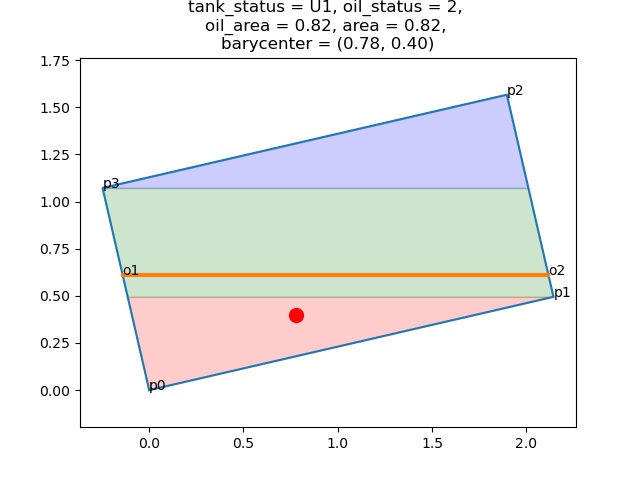 tank_status = U1, oil_status = 2,
oil_area = 0.82, area = 0.82,
barycenter = (0.78, 0.40)
1.75
1.50
1.25
1.00
0.75
0.50
0.25
0.00
p2
p3
o1
o2
p1
p0
0.0
0.5
1.0
1.5
2.0